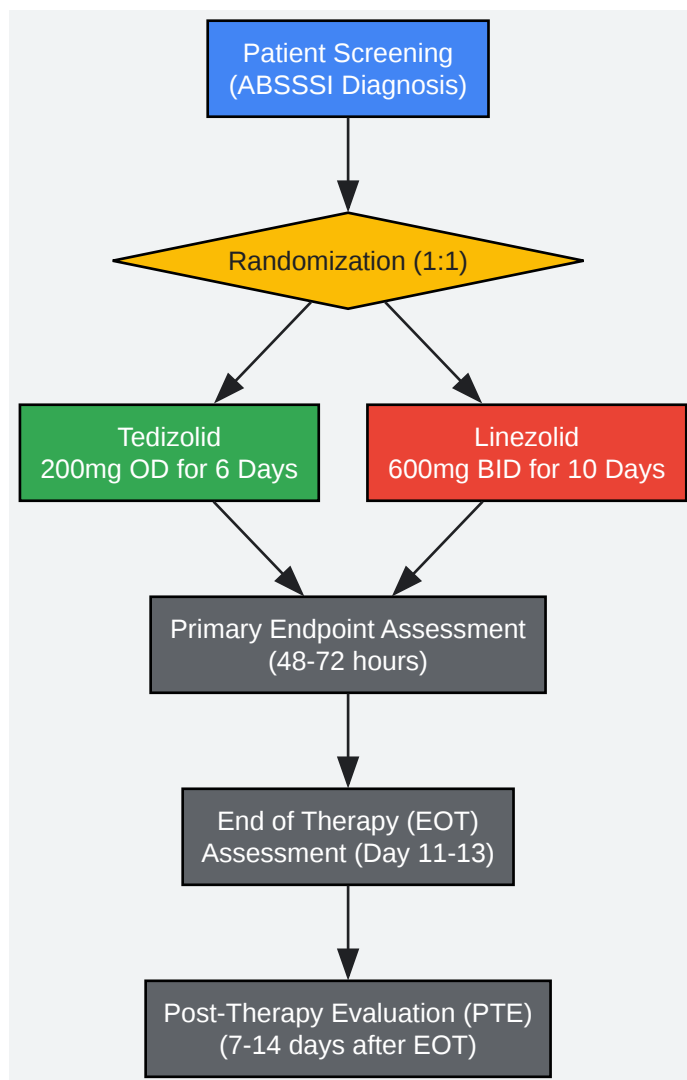 Patient Screening
(ABSSSI Diagnosis)
Randomization (1:1)
Tedizolid
200mg OD for 6 Days
Linezolid
600mg BID for 10 Days
Primary Endpoint Assessment
(48-72 hours)
End of Therapy (EOT)
Assessment (Day 11-13)
Post-Therapy Evaluation (PTE)
(7-14 days after EOT)